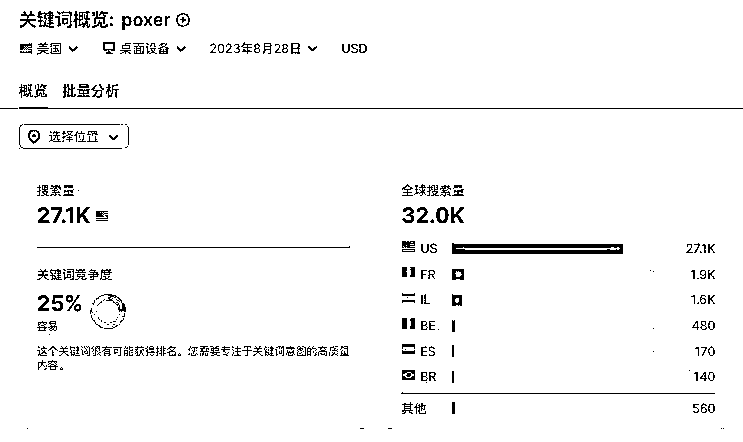 关键词概览: poxer
美国 桌面设备 2023年8月28日 USD
概览 批量分析
选择位置
搜索量
27.1K
关键词竞争度
25%
容易
这个关键词很有可能获得排名。您需要专注于关键词意图的高质量
内容。
全球搜索量
32.0K
US 27.1K
FR 1.9K
IL 1.6K
BE 480
ES 170
BR 140
其他 560